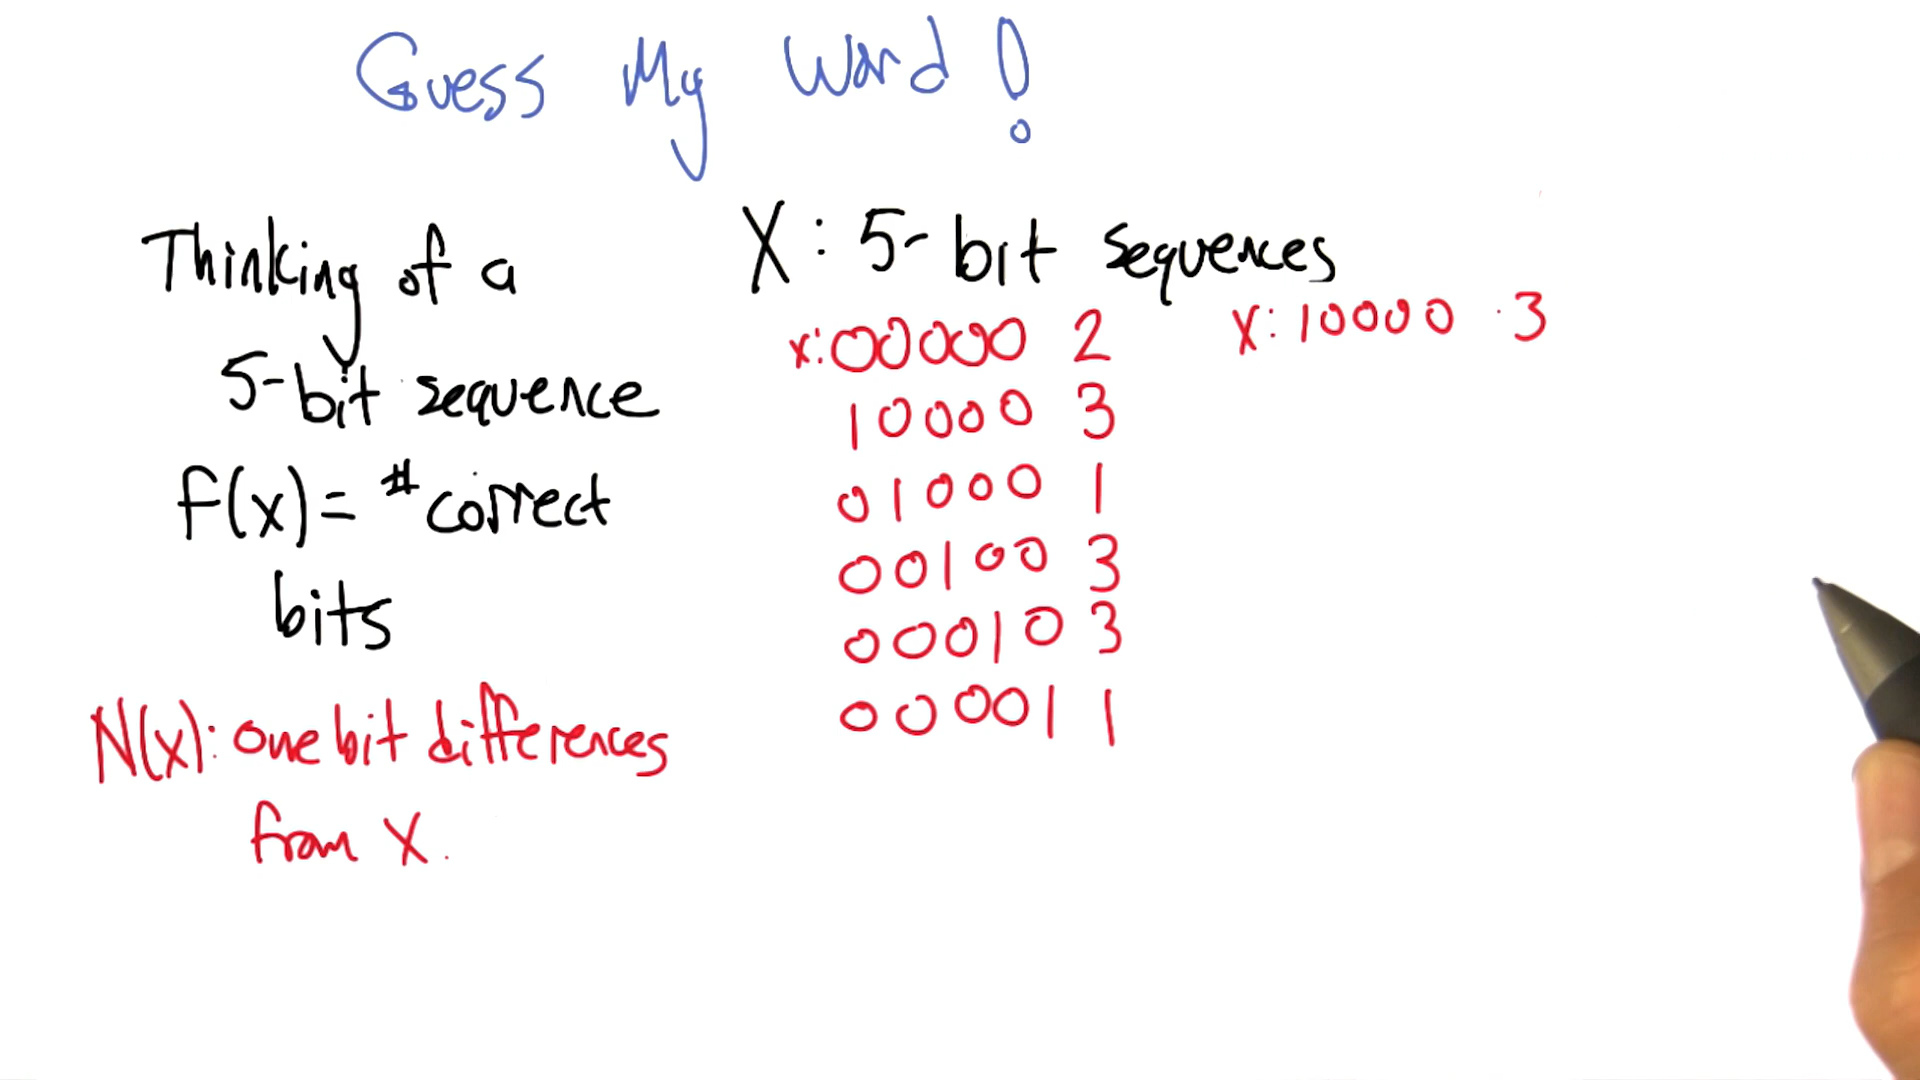 Guess My Word!
Thinking of a
5-bit sequence
f(x) = # correct
bits
N(x): one bit differences
from x.
X: 5-bit sequences
x: 00000 2
10000 3
01000 1
00100 3
00010 3
00001 1
x: 10000 3